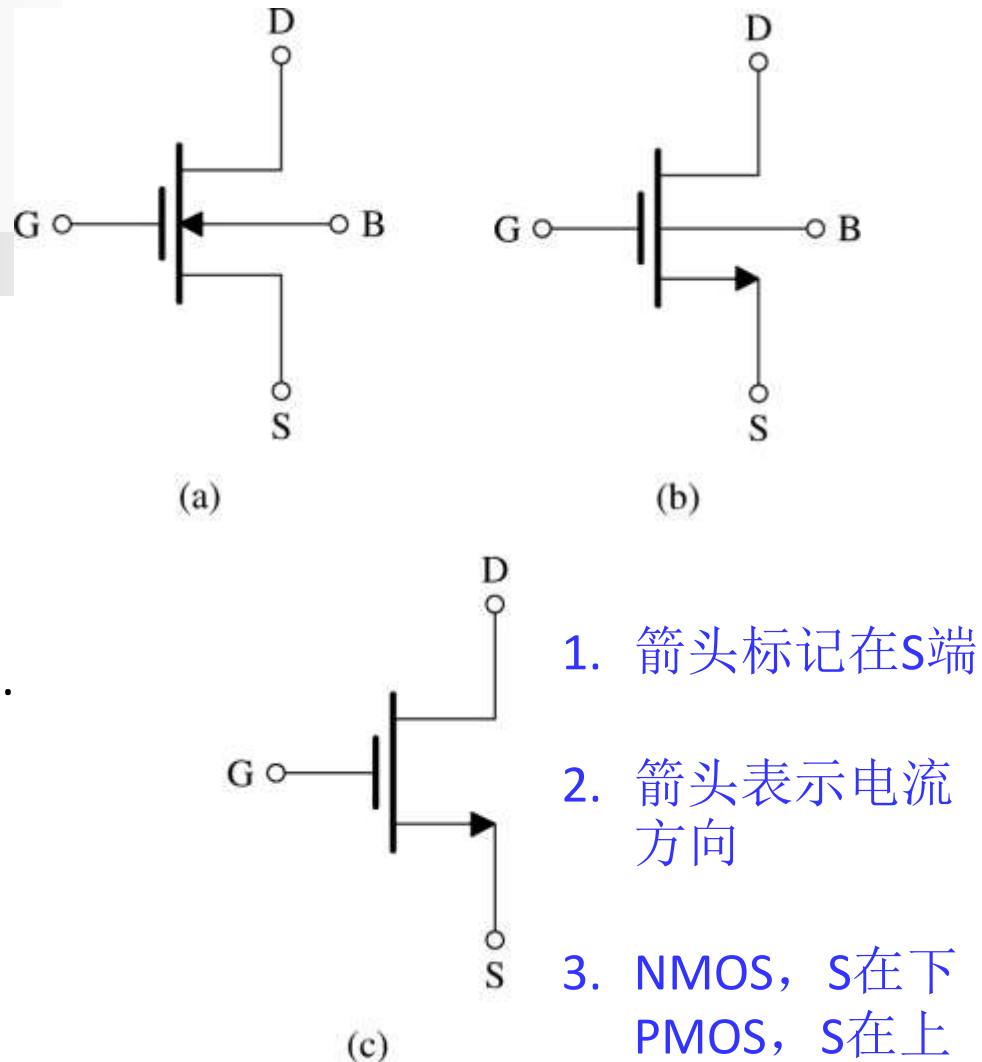 D
D
G
B
G
B
S
S
(a)
(b)
D
1. 箭头标记在S端
.
G
2. 箭头表示电流
方向
S
3. NMOS，S在下
PMOS，S在上
(c)